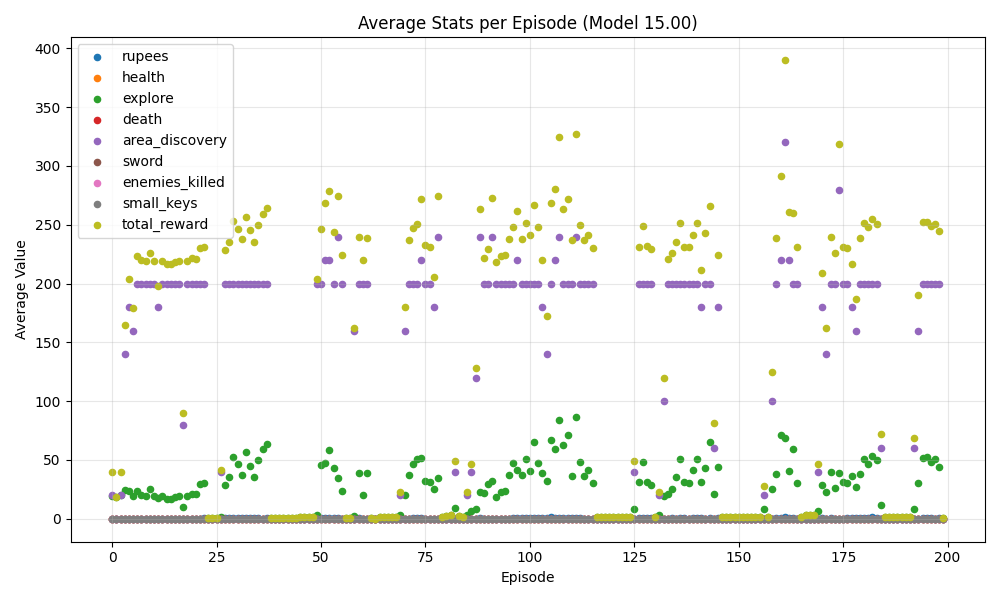 Average Stats per Episode (Model 15.00)
400
350
300
250
200
150
100
50
0
Average Value
rupees
health
explore
death
area_discovery
sword
enemies_killed
small_keys
total_reward
0 25 50 75 100 125 150 175 200
Episode